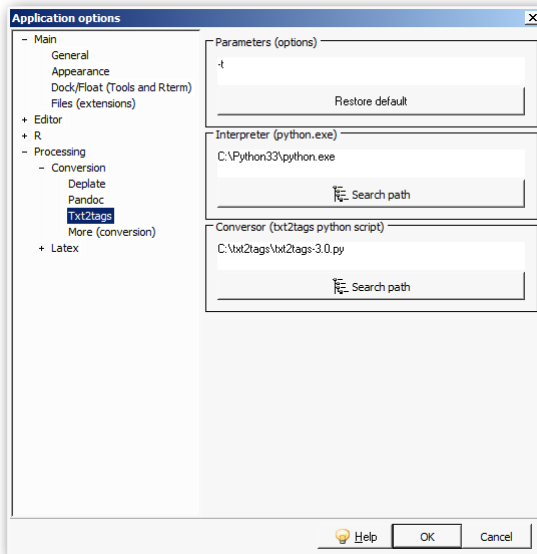 Application options
- Main
General
Appearance
Dock/Float (Tools and Rterm)
Files (extensions)
+ Editor
+ R
- Processing
- Conversion
Deplate
Pandoc
Txt2tags
More (conversion)
+ Latex
Parameters (options)
-t
Restore default
Interpreter (python.exe)
C:\Python33\python.exe
Search path
Conversor (txt2tags python script)
C:\txt2tags\txt2tags-3.0.py
Search path
Help
OK
Cancel